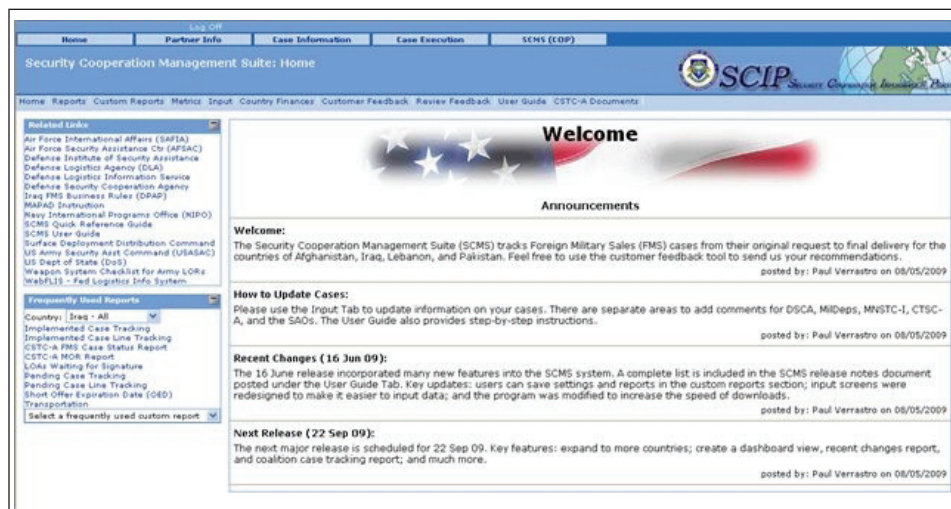 Log Off
Home Partner Info Case Information Case Execution SCMS (COP)
Security Cooperation Management Suite: Home
SCIP Security Cooperation Information
Home Reports Custom Reports Metrics Input Country Finances Customer Feedback Review Feedback User Guide CSTC-A Documents
Related Links
Air Force International Affairs (SAFIA)
Air Force Security Assistance Ctr (AFSAC)
Defense Institute of Security Assistance
Defense Logistics Agency (DLA)
Defense Logistics Information Service
Defense Security Cooperation Agency
Iraq FMS Business Rules (DPAP)
MAPAD Instruction
Navy International Programs Office (NIPO)
SCMS Quick Reference Guide
SCMS User Guide
Surface Deployment Distribution Command
US Army Security Asst Command (USASAC)
US Dept of State (DoS)
Weapon System Checklist for Army LORs
WebFLIS - Fed Logistics Info System
Frequently Used Reports
Country: Iraq - All
Implemented Case Tracking
Implemented Case Line Tracking
CSTC-A FMS Case Status Report
CSTC-A MOR Report
LOAs Waiting for Signature
Pending Case Tracking
Pending Case Line Tracking
Short Offer Expiration Date (OED)
Transportation
Select a frequently used custom report
Welcome
Announcements
Welcome:
The Security Cooperation Management Suite (SCMS) tracks Foreign Military Sales (FMS) cases from their original request to final delivery for the
countries of Afghanistan, Iraq, Lebanon, and Pakistan. Feel free to use the customer feedback tool to send us your recommendations.
posted by: Paul Verrastro on 08/05/2009
How to Update Cases:
Please use the Input Tab to update information on your cases. There are separate areas to add comments for DSCA, MilDeps, MNSTC-I, CTSC-
A, and the SAOs. The User Guide also provides step-by-step instructions.
posted by: Paul Verrastro on 08/05/2009
Recent Changes (16 Jun 09):
The 16 June release incorporated many new features into the SCMS system. A complete list is included in the SCMS release notes document
posted under the User Guide Tab. Key updates: users can save settings and reports in the custom reports section; input screens were
redesigned to make it easier to input data; and the program was modified to increase the speed of downloads.
posted by: Paul Verrastro on 08/05/2009
Next Release (22 Sep 09):
The next major release is scheduled for 22 Sep 09. Key features: expand to more countries; create a dashboard view, recent changes report,
and coalition case tracking report; and much more.
posted by: Paul Verrastro on 08/05/2009